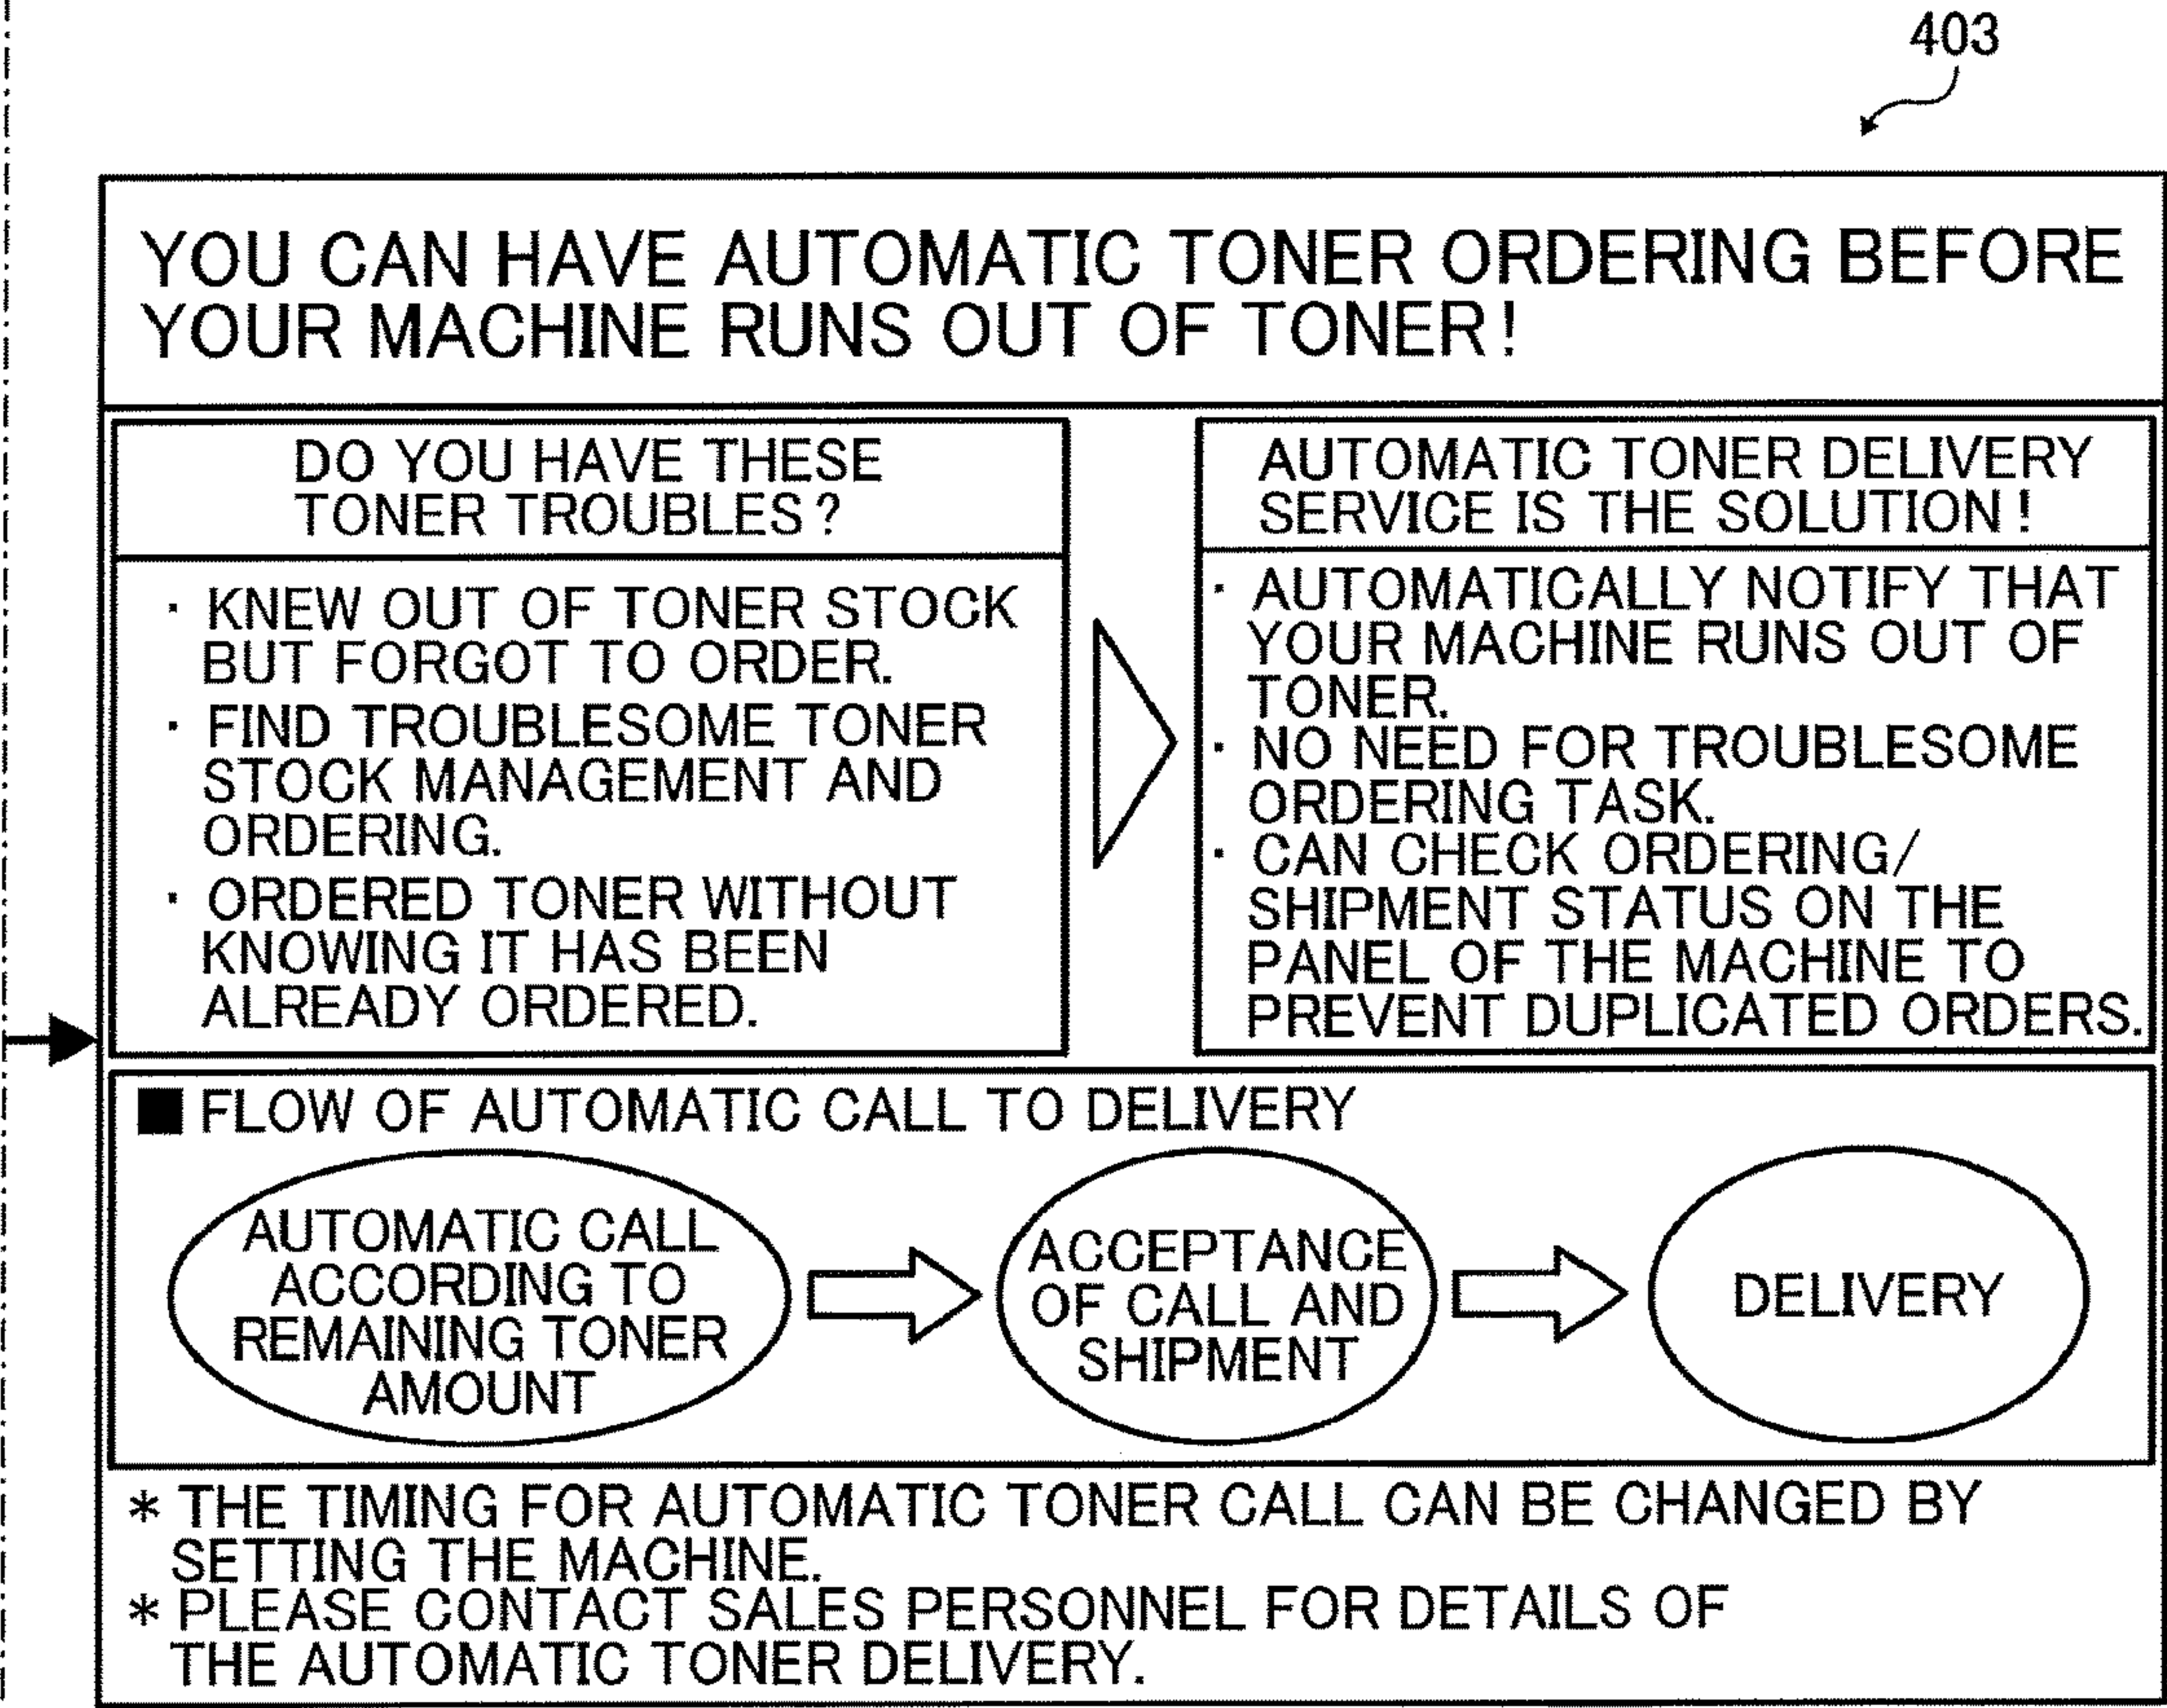 403
YOU CAN HAVE AUTOMATIC TONER ORDERING BEFORE
YOUR MACHINE RUNS OUT OF TONER!
DO YOU HAVE THESE
TONER TROUBLES?
· KNEW OUT OF TONER STOCK
BUT FORGOT TO ORDER.
· FIND TROUBLESOME TONER
STOCK MANAGEMENT AND
ORDERING.
· ORDERED TONER WITHOUT
KNOWING IT HAS BEEN
ALREADY ORDERED.
AUTOMATIC TONER DELIVERY
SERVICE IS THE SOLUTION!
· AUTOMATICALLY NOTIFY THAT
YOUR MACHINE RUNS OUT OF
TONER.
· NO NEED FOR TROUBLESOME
ORDERING TASK.
· CAN CHECK ORDERING/
SHIPMENT STATUS ON THE
PANEL OF THE MACHINE TO
PREVENT DUPLICATED ORDERS.
■ FLOW OF AUTOMATIC CALL TO DELIVERY
AUTOMATIC CALL
ACCORDING TO
REMAINING TONER
AMOUNT
ACCEPTANCE
OF CALL AND
SHIPMENT
DELIVERY
* THE TIMING FOR AUTOMATIC TONER CALL CAN BE CHANGED BY
SETTING THE MACHINE.
* PLEASE CONTACT SALES PERSONNEL FOR DETAILS OF
THE AUTOMATIC TONER DELIVERY.